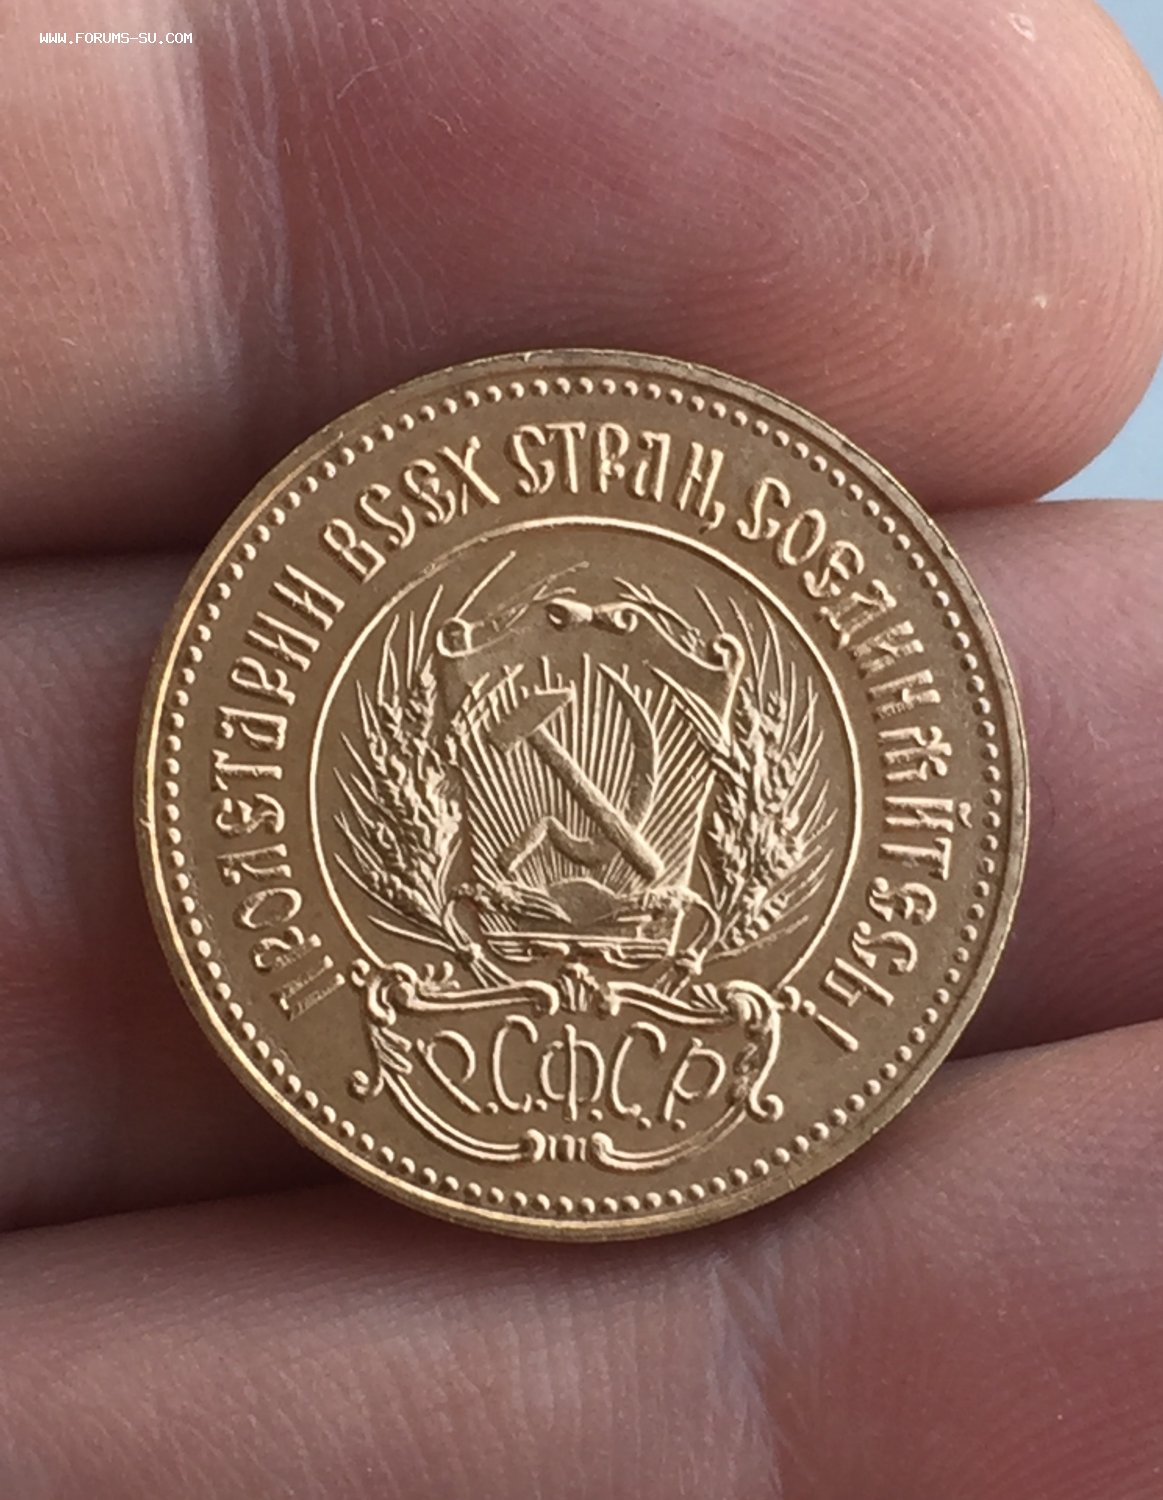 WWW.FORUMS-SU.COM
ПРОЛЕТАРИИ ВСЕХ СТРАН, СОЕДИНЯЙТЕСЬ!
Р.С.Ф.С.Р.